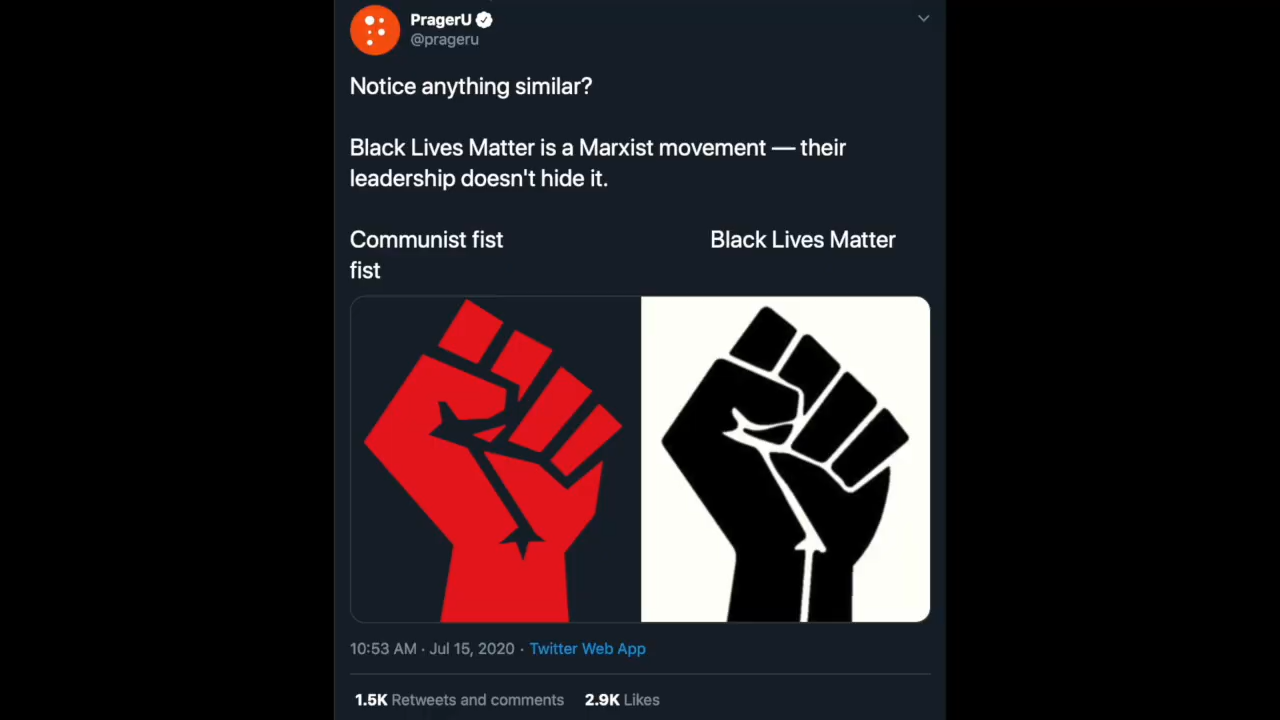 PragerU
@prageru
Notice anything similar?
Black Lives Matter is a Marxist movement — their
leadership doesn't hide it.
Communist fist Black Lives Matter
fist
10:53 AM · Jul 15, 2020 · Twitter Web App
1.5K Retweets and comments 2.9K Likes